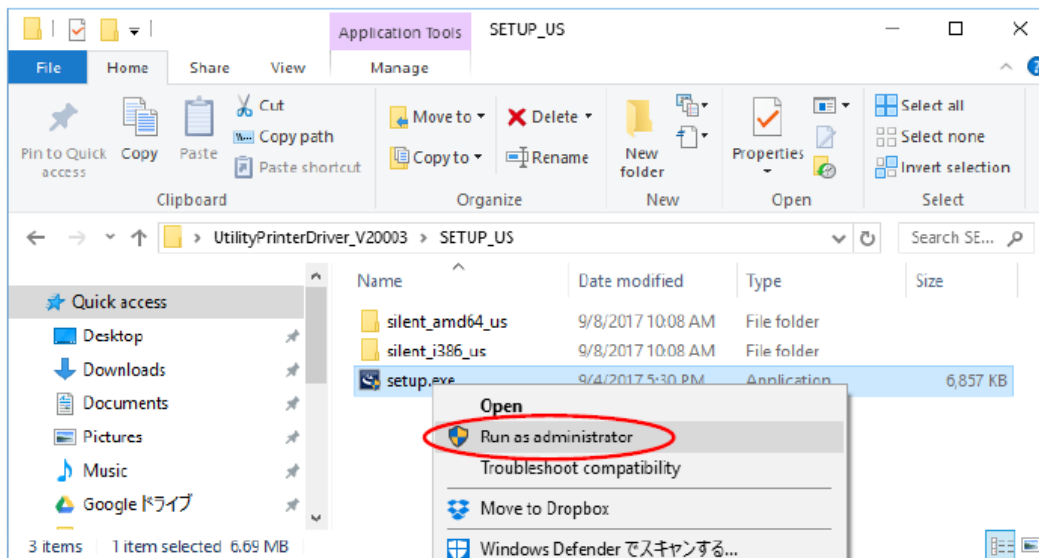 Application Tools
SETUP_US
File
Home
Share
View
Manage
Pin to Quick access
Copy
Paste
Cut
Copy path
Paste shortcut
Clipboard
Move to
Copy to
Delete
Rename
Organize
New folder
New
Properties
Open
Select all
Select none
Invert selection
Select
UtilityPrinterDriver_V20003 > SETUP_US
Search SE...
Name
Date modified
Type
Size
Quick access
Desktop
Downloads
Documents
Pictures
Music
Google ドライブ
silent_amd64_us 9/8/2017 10:08 AM File folder
silent_i386_us 9/8/2017 10:08 AM File folder
setup.exe 9/4/2017 5:30 PM Application 6,857 KB
Open
Run as administrator
Troubleshoot compatibility
Move to Dropbox
Windows Defender でスキャンする...
3 items
1 item selected 6.69 MB